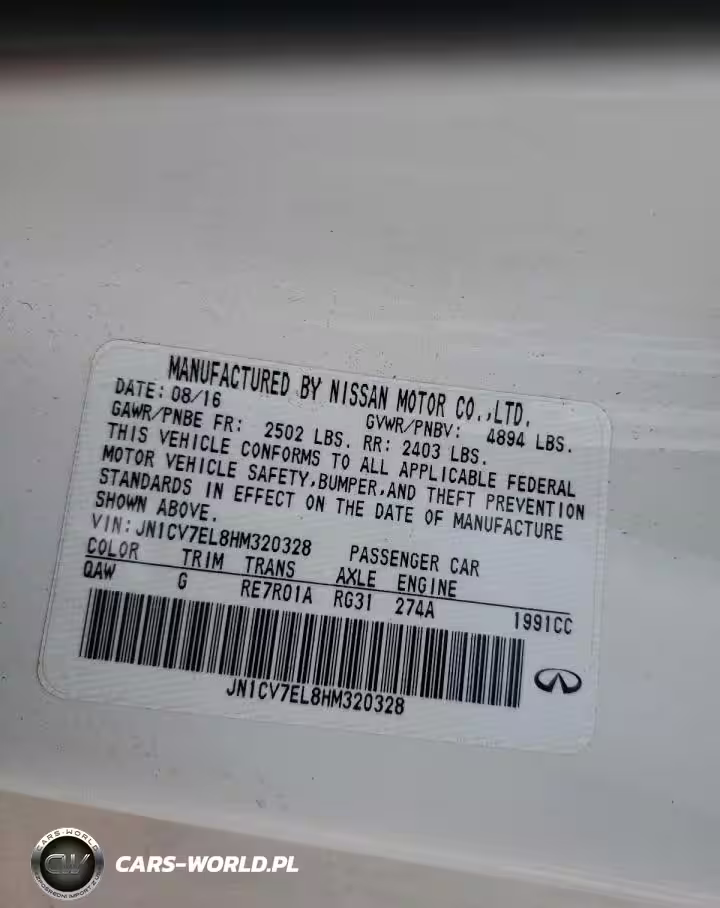 MANUFACTURED BY NISSAN MOTOR CO.,LTD.
DATE: 08/16 GVWR/PNBV: 4894 LBS.
GAWR/PNBE FR: 2502 LBS. RR: 2403 LBS.
THIS VEHICLE CONFORMS TO ALL APPLICABLE FEDERAL
MOTOR VEHICLE SAFETY,BUMPER,AND THEFT PREVENTION
STANDARDS IN EFFECT ON THE DATE OF MANUFACTURE
SHOWN ABOVE.
VIN: JN1CV7EL8HM320328 PASSENGER CAR
COLOR TRIM TRANS AXLE ENGINE
QAW G RE7R01A RG31 274A 1991CC
JN1CV7EL8HM320328
CARS-WORLD
CW
CARS-WORLD.PL